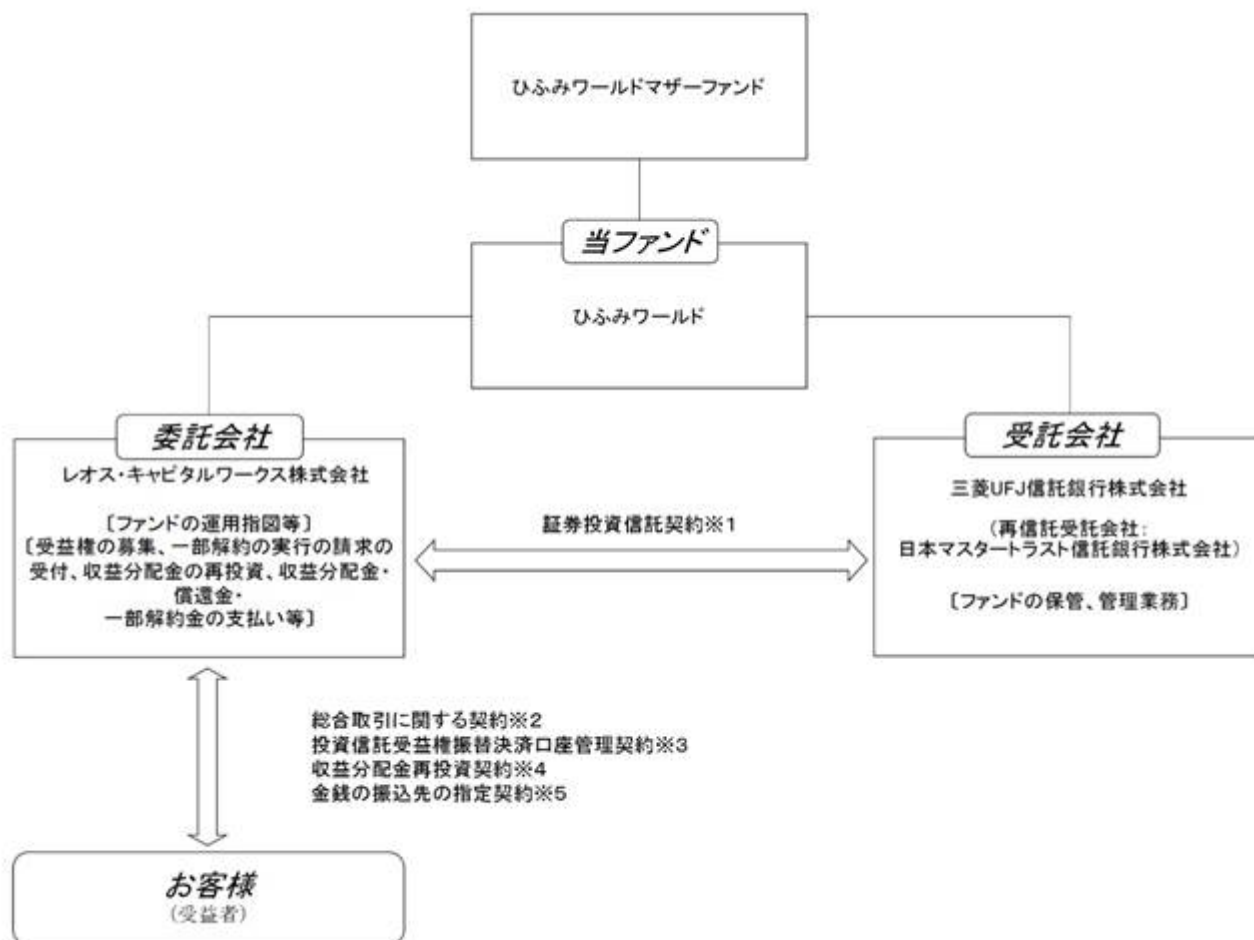 ひふみワールドマザーファンド
当ファンド
ひふみワールド
委託会社
レオス・キャピタルワークス株式会社
〔ファンドの運用指図等〕
〔受益権の募集、一部解約の実行の請求の
受付、収益分配金の再投資、収益分配金・
償還金・
一部解約金の支払い等〕
証券投資信託契約※1
受託会社
三菱UFJ信託銀行株式会社
（再信託受託会社：
日本マスタートラスト信託銀行株式会社）
〔ファンドの保管、管理業務〕
総合取引に関する契約※2
投資信託受益権振替決済口座管理契約※3
収益分配金再投資契約※4
金銭の振込先の指定契約※5
お客様
（受益者）